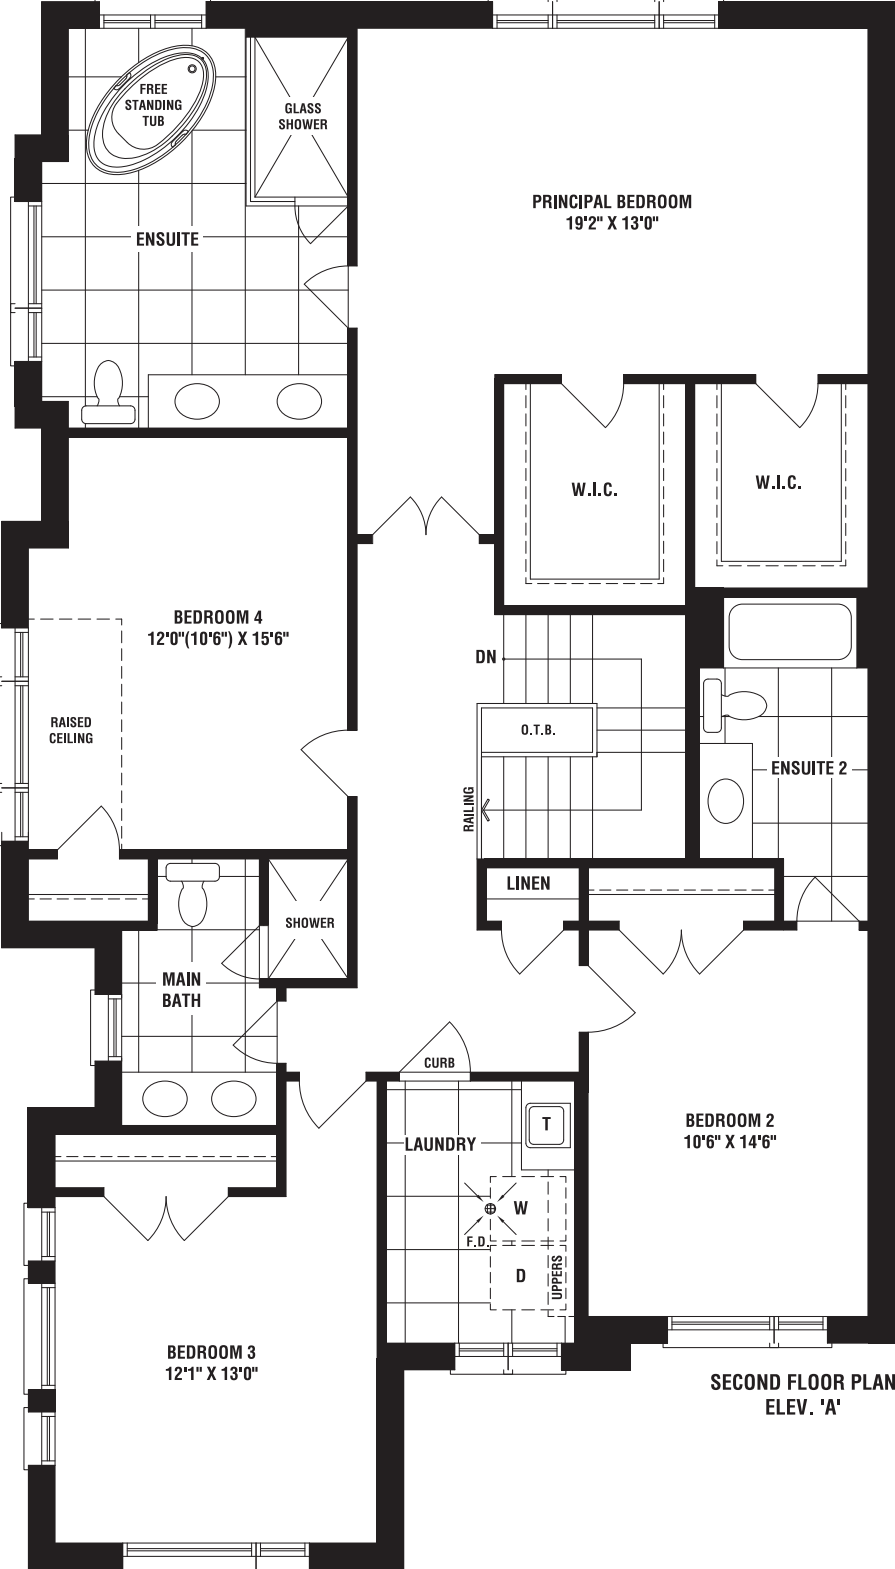 FREE
STANDING
TUB
GLASS
SHOWER
PRINCIPAL BEDROOM
19'2" X 13'0"
ENSUITE
W.I.C.
W.I.C.
BEDROOM 4
12'0"(10'6") X 15'6"
DN
RAISED
CEILING
O.T.B.
ENSUITE 2
RAILING
LINEN
SHOWER
MAIN
BATH
CURB
BEDROOM 2
10'6" X 14'6"
T
LAUNDRY
W
F.D.
D
UPPERS
BEDROOM 3
12'1" X 13'0"
SECOND FLOOR PLAN
ELEV. 'A'